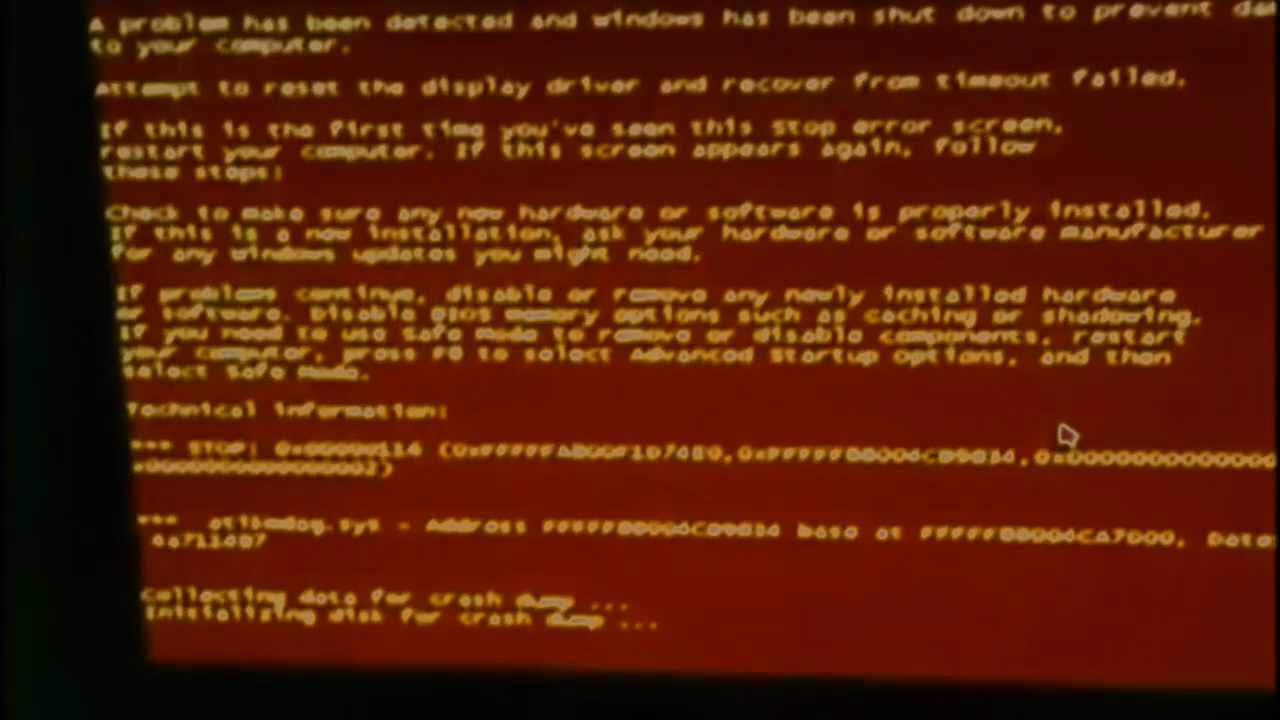 A problem has been detected and windows has been shut down to prevent
to your computer.
Attempt to reset the display driver and recover from timeout failed.
If this is the first time you've seen this Stop error screen,
restart your computer. If this screen appears again, follow
these steps:
Check to make sure any new hardware or software is properly installed.
If this is a new installation, ask your hardware or software manufacturer
for any windows updates you might need.
If problems continue, disable or remove any newly installed hardware
or software. Disable BIOS memory options such as caching or shadowing.
If you need to use Safe Mode to remove or disable components, restart
your computer, press F8 to select Advanced Startup Options, and then
select Safe Mode.
Technical information:
*** STOP:
*** atikmdag.sys - Address base at
Collecting data for crash dump ...
Initializing disk for crash dump ...